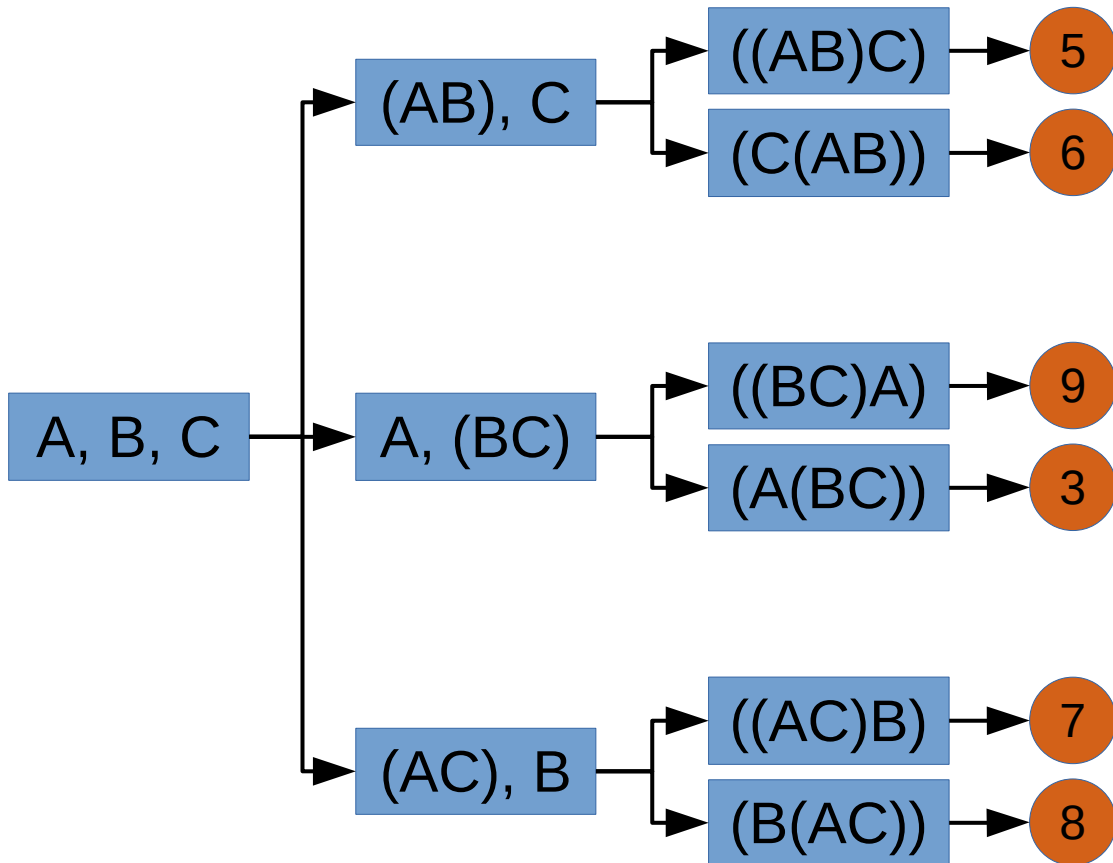 A, B, C
(AB), C
((AB)C)
5
(C(AB))
6
A, (BC)
((BC)A)
9
(A(BC))
3
(AC), B
((AC)B)
7
(B(AC))
8